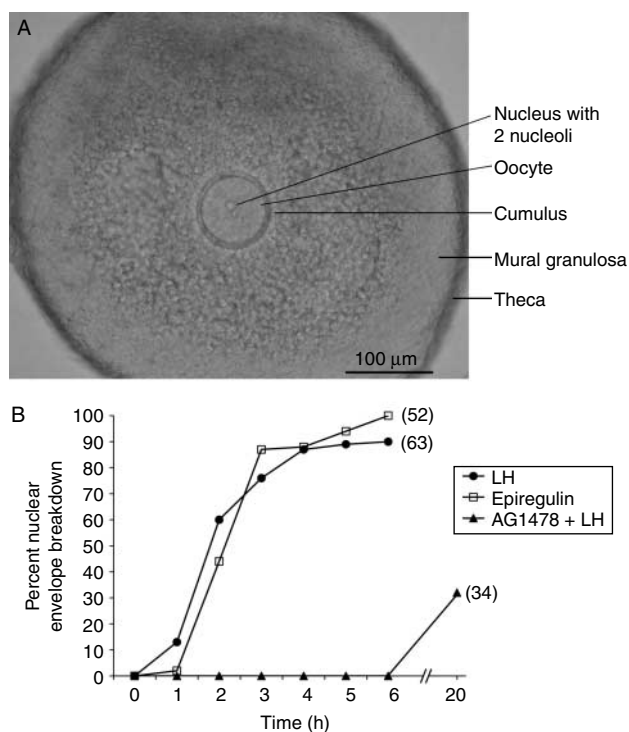 A
Nucleus with
2 nucleoli
Oocyte
Cumulus
Mural granulosa
Theca
100 μm
B
Percent nuclear
envelope breakdown
100
90
80
70
60
50
40
30
20
10
0
(52)
(63)
(34)
LH
Epiregulin
AG1478 + LH
0 1 2 3 4 5 6 20
Time (h)